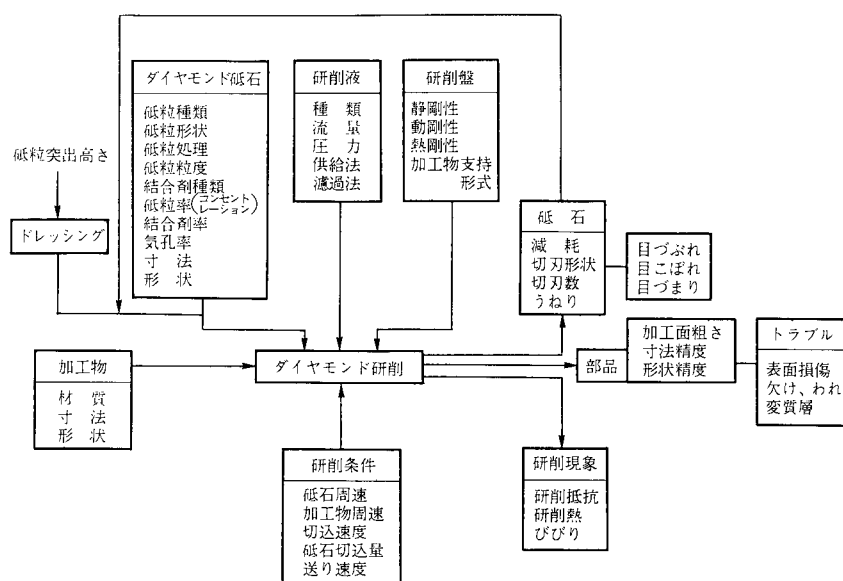 ダイヤモンド砥石
砥粒種類
砥粒形状
砥粒処理
砥粒粒度
結合剤種類
砥粒率(コンセントレーション)
結合剤率
気孔率
寸法
形状
研削液
種類
流量
圧力
供給法
濾過法
研削盤
静剛性
動剛性
熱剛性
加工物支持
形式
砥粒突出高さ
ドレッシング
砥石
減耗
切刃形状
切刃数
うねり
目づぶれ
目こぼれ
目づまり
加工物
材質
寸法
形状
ダイヤモンド研削
部品
加工面粗さ
寸法精度
形状精度
トラブル
表面損傷
欠け、われ
変質層
研削条件
砥石周速
加工物周速
切込速度
砥石切込量
送り速度
研削現象
研削抵抗
研削熱
びびり